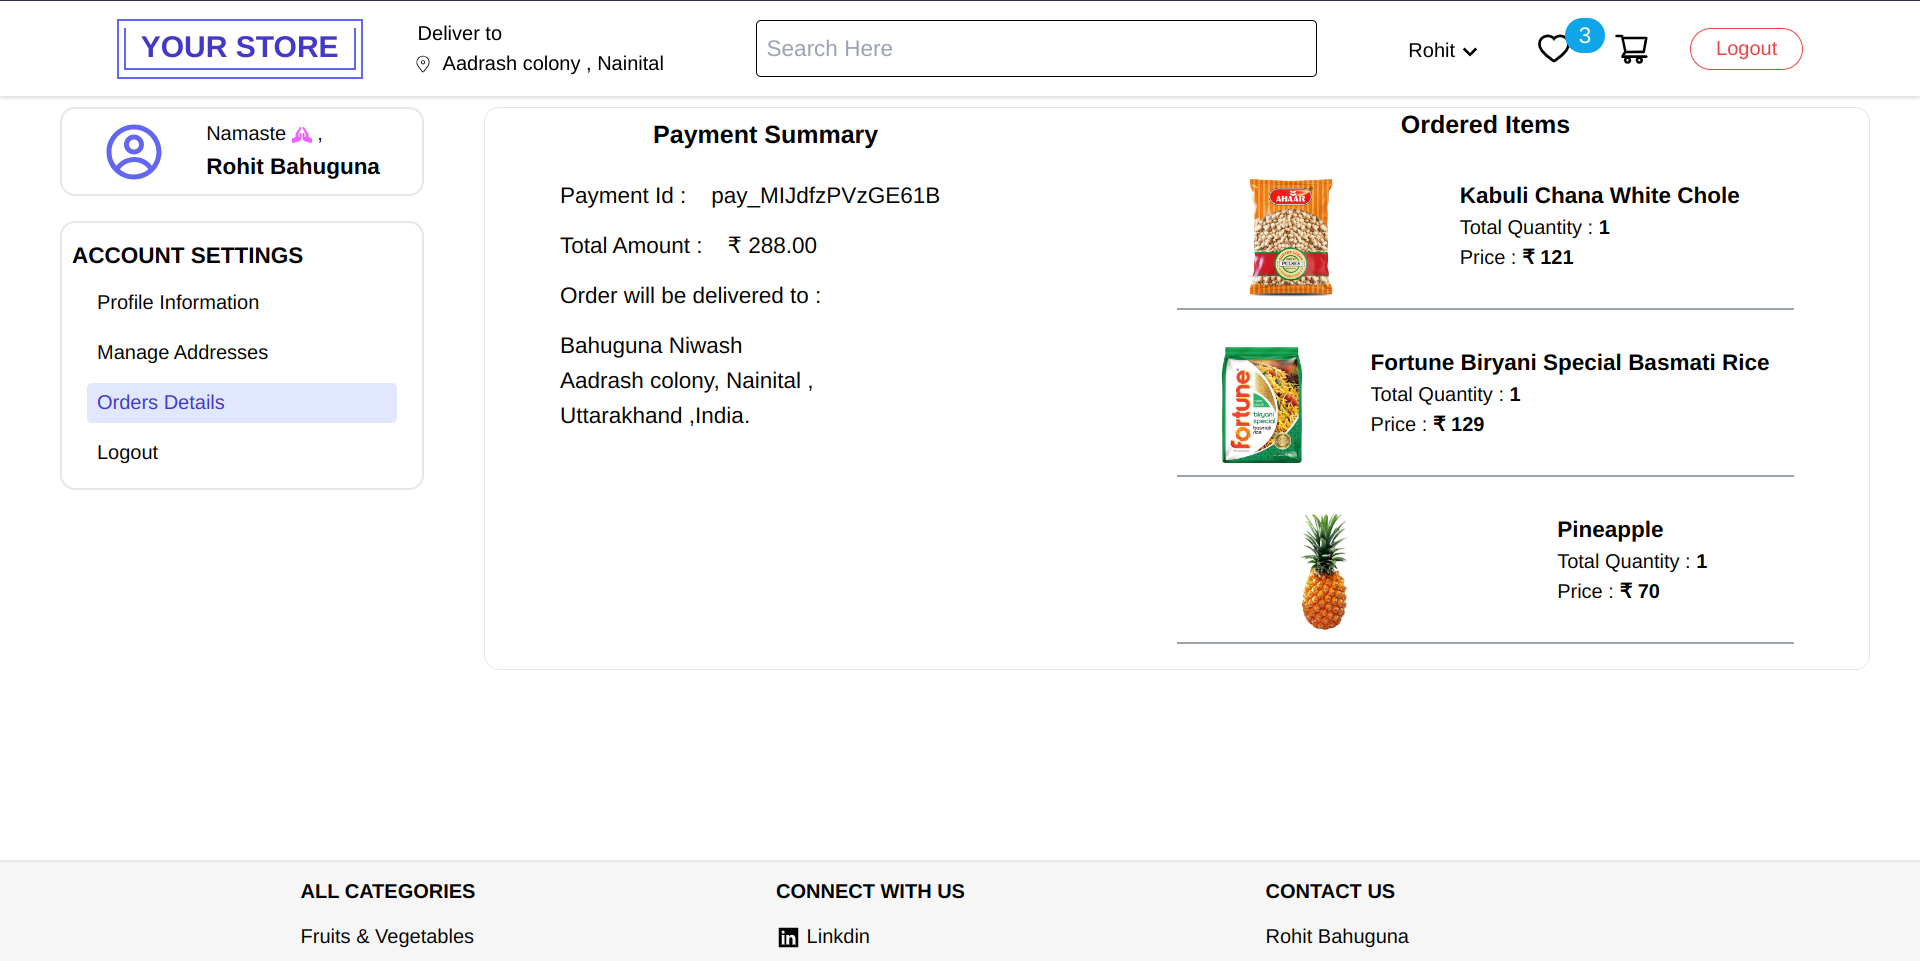 YOUR STORE
Deliver to
Aadrash colony , Nainital
Search Here
Rohit
3
Logout
Namaste ,
Rohit Bahuguna
ACCOUNT SETTINGS
Profile Information
Manage Addresses
Orders Details
Logout
Payment Summary
Payment Id : pay_MIJdfzPVzGE61B
Total Amount : ₹ 288.00
Order will be delivered to :
Bahuguna Niwash
Aadrash colony, Nainital ,
Uttarakhand ,India.
Ordered Items
AHAAR
PULSES
Kabuli Chana White Chole
Total Quantity : 1
Price : ₹ 121
fortune
biryani
special
basmati
rice
Fortune Biryani Special Basmati Rice
Total Quantity : 1
Price : ₹ 129
Pineapple
Total Quantity : 1
Price : ₹ 70
ALL CATEGORIES
Fruits & Vegetables
CONNECT WITH US
Linkdin
CONTACT US
Rohit Bahuguna